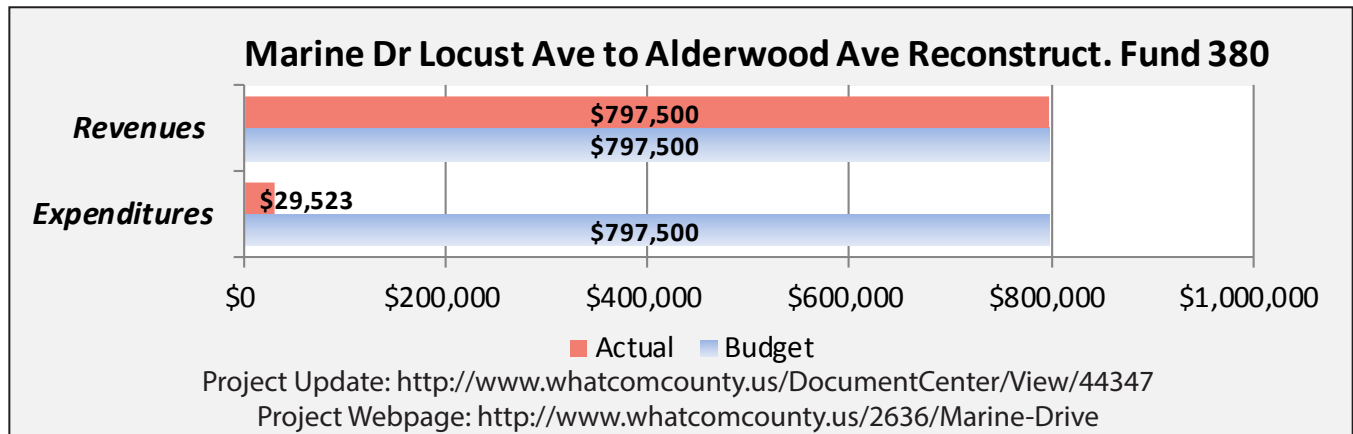 Marine Dr Locust Ave to Alderwood Ave Reconstruct. Fund 380
Revenues
$797,500
$797,500
Expenditures
$29,523
$797,500
$0 $200,000 $400,000 $600,000 $800,000 $1,000,000
Actual Budget
Project Update: http://www.whatcomcounty.us/DocumentCenter/View/44347
Project Webpage: http://www.whatcomcounty.us/2636/Marine-Drive